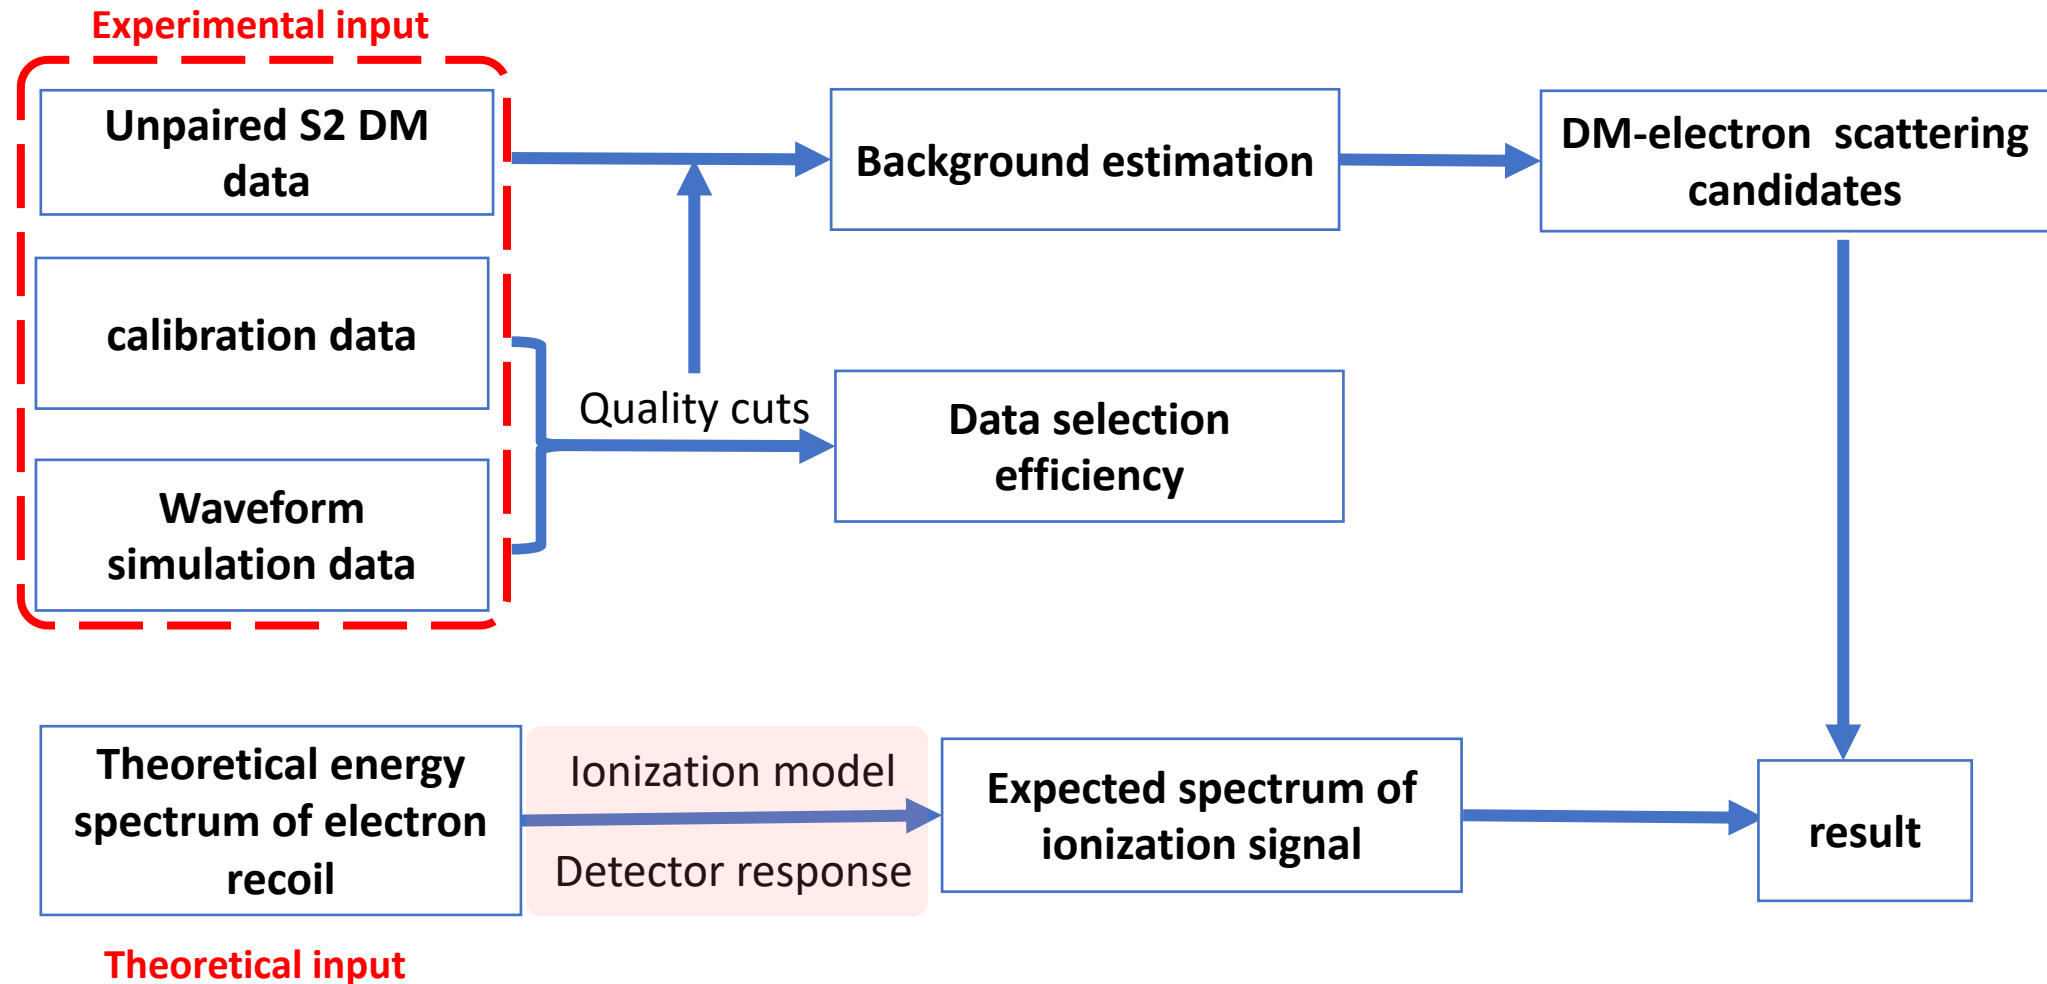 Experimental input
Unpaired S2 DM
data
Background estimation
DM-electron  scattering
candidates
calibration data
Quality cuts
Data selection
efficiency
Waveform
simulation data
Theoretical energy
spectrum of electron
recoil
Ionization model
Detector response
Expected spectrum of
ionization signal
result
Theoretical input